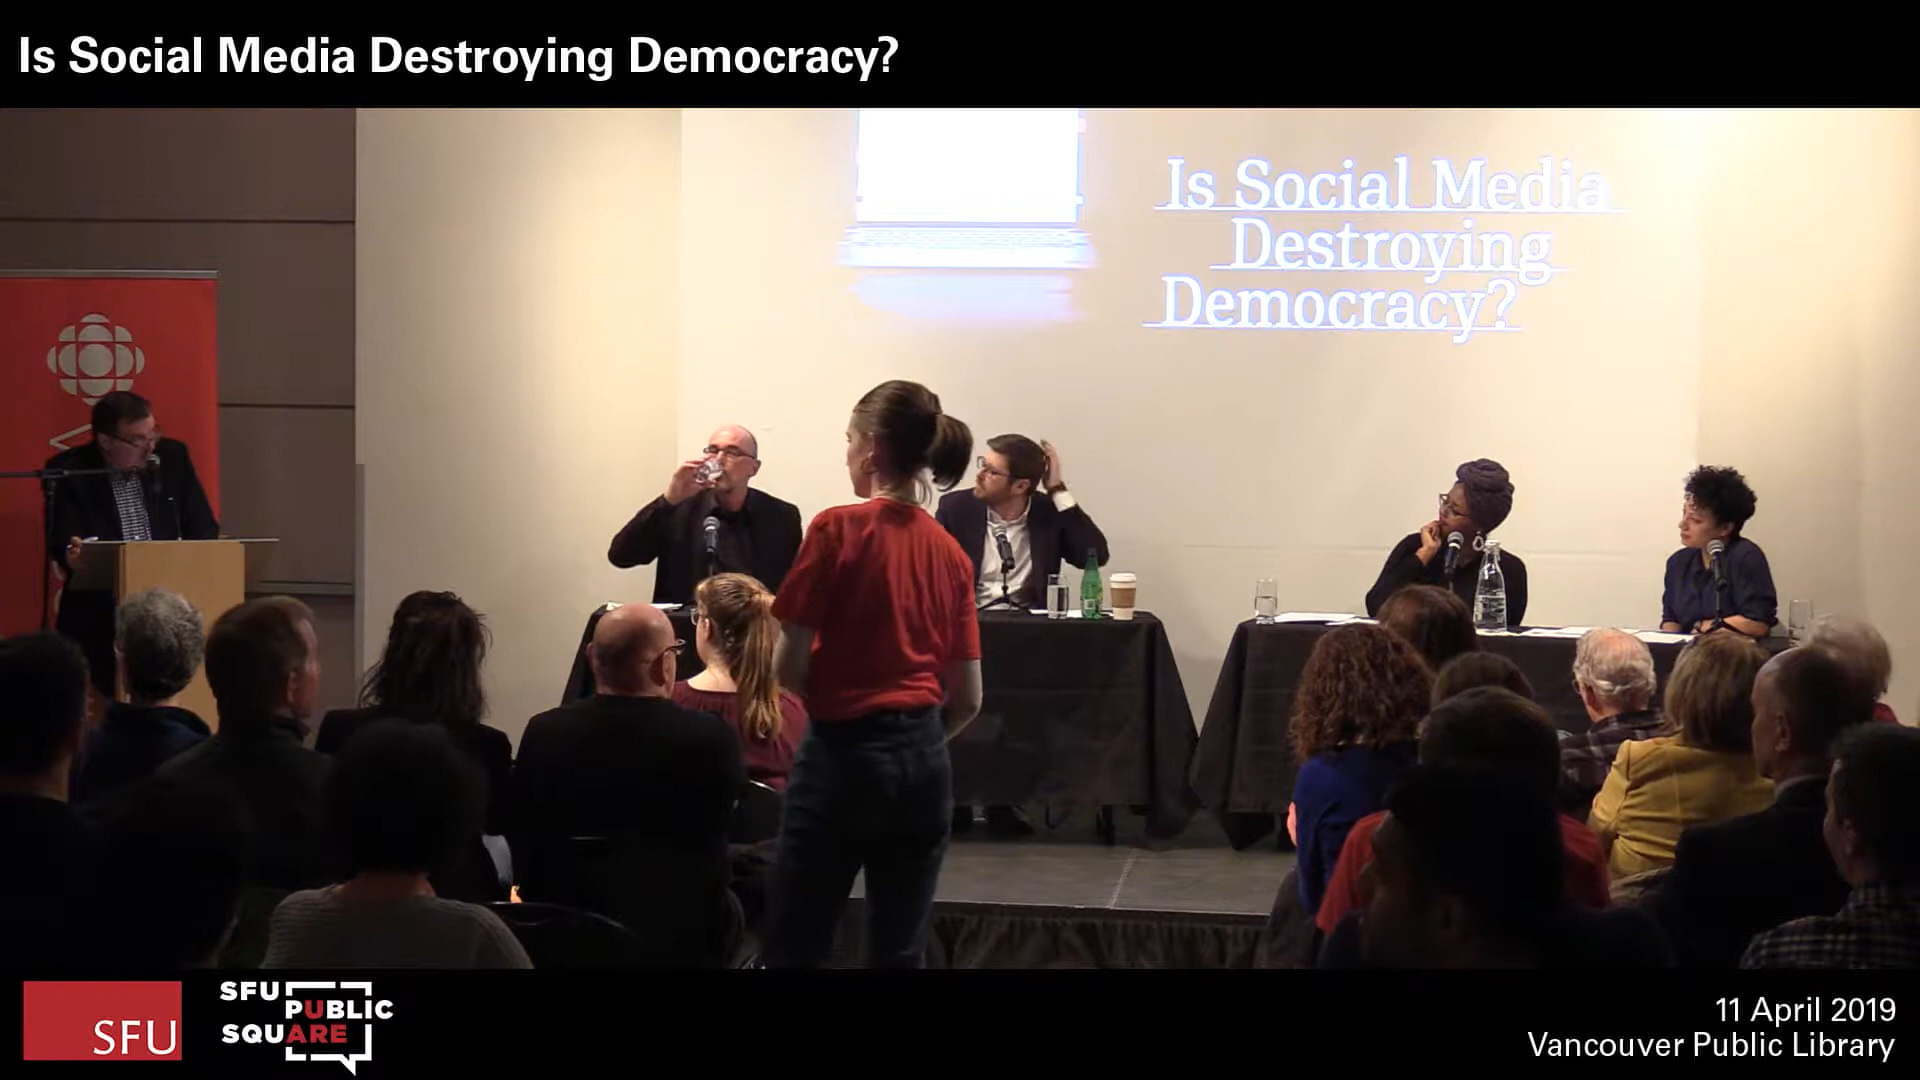 Is Social Media Destroying Democracy?
Is Social Media
Destroying
Democracy?
SFU
SFU PUBLIC
SQUARE
11 April 2019
Vancouver Public Library